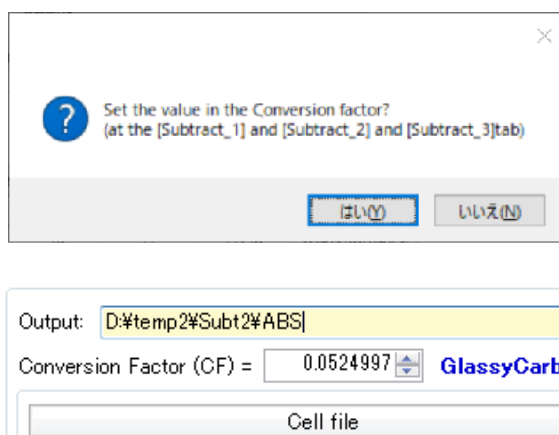 Set the value in the Conversion factor?
(at the [Subtract_1] and [Subtract_2] and [Subtract_3]tab)
はい(Y) いいえ(N)
Output: D:¥temp2¥Subt2¥ABS
Conversion Factor (CF) = 0.0524997 GlassyCarb
Cell file